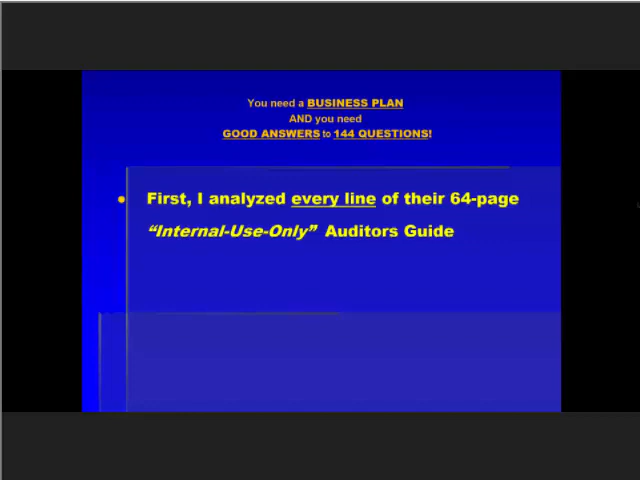 You need a BUSINESS PLAN
AND you need
GOOD ANSWERS to 144 QUESTIONS!
• First, I analyzed every line of their 64-page
“Internal-Use-Only” Auditors Guide